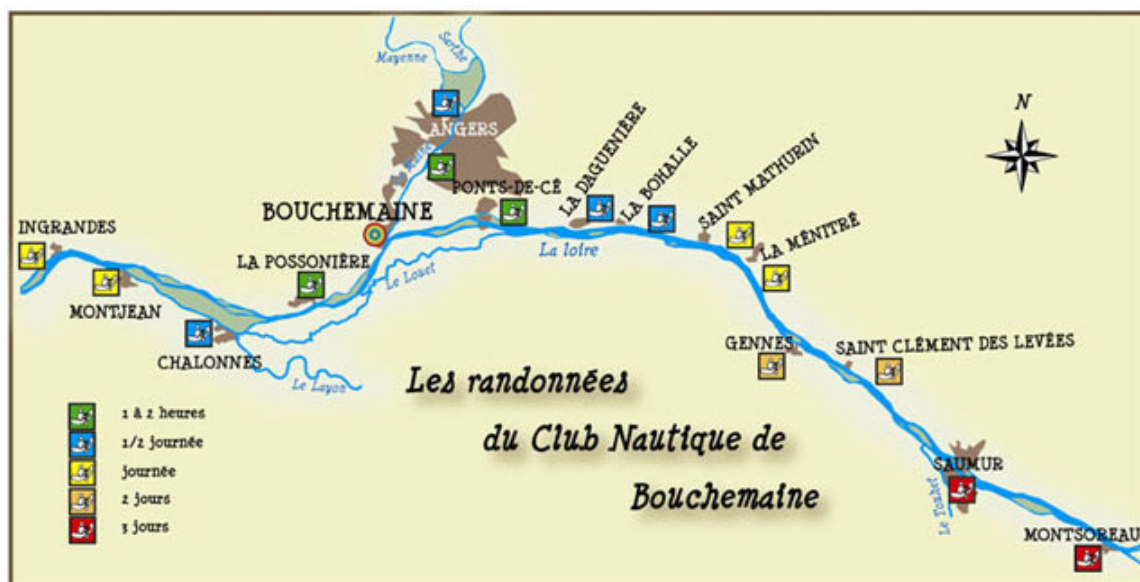 Mayenne
Sarthe
ANGERS
La Maine
PONTS-DE-CÉ
LA DAGUENIÈRE
LA BOHALLE
SAINT MATHURIN
LA MÉNITRÉ
N
BOUCHEMAINE
INGRANDES
LA POSSONIÈRE
Le Louet
La loire
MONTJEAN
CHALONNES
Le Layon
GENNES
SAINT CLÉMENT DES LEVÉES
Les randonnées
du Club Nautique de
Bouchemaine
1 à 2 heures
1/2 journée
journée
2 jours
3 jours
SAUMUR
MONTSOREAU